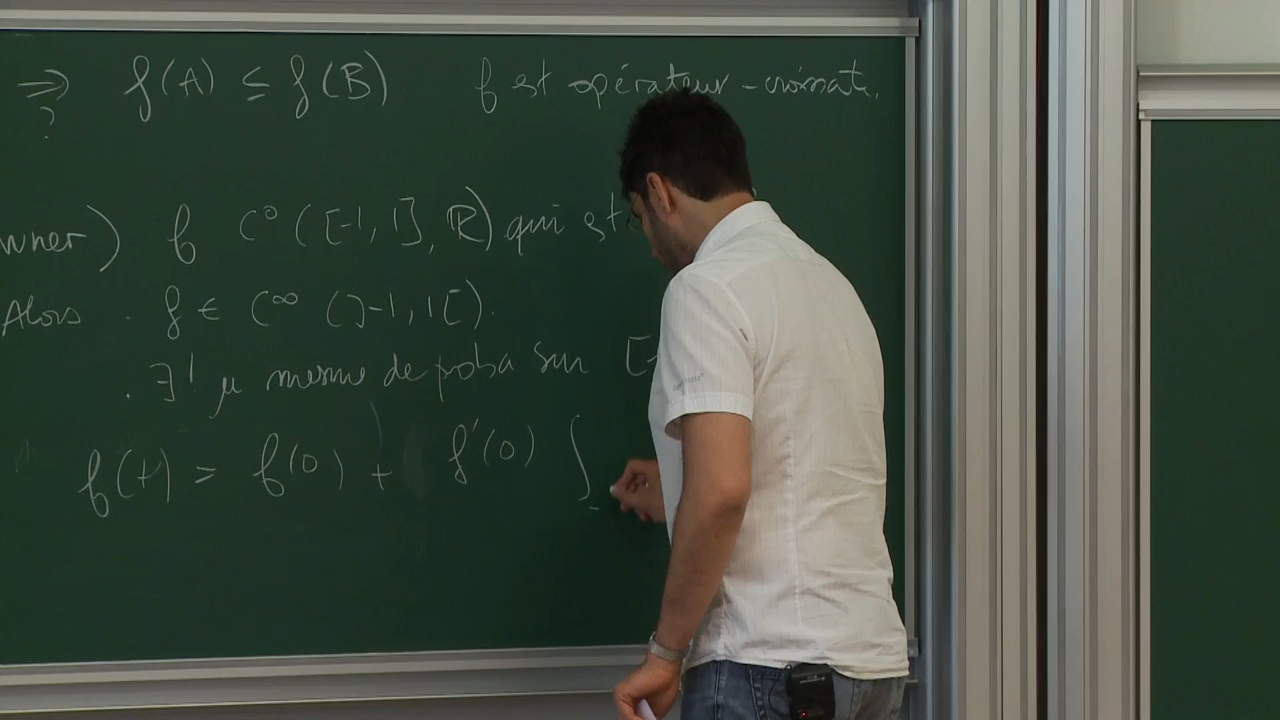 ⇒ f(A) ≤ f(B) f est opérateur-croissante.
?
wner) f C⁰([-1,1], ℝ) qui est
Alors . f ∈ C^∞ (]-1,1[).
. ∃! μ mesure de proba sur [-
f(t) = f(0) + f'(0) ∫_-